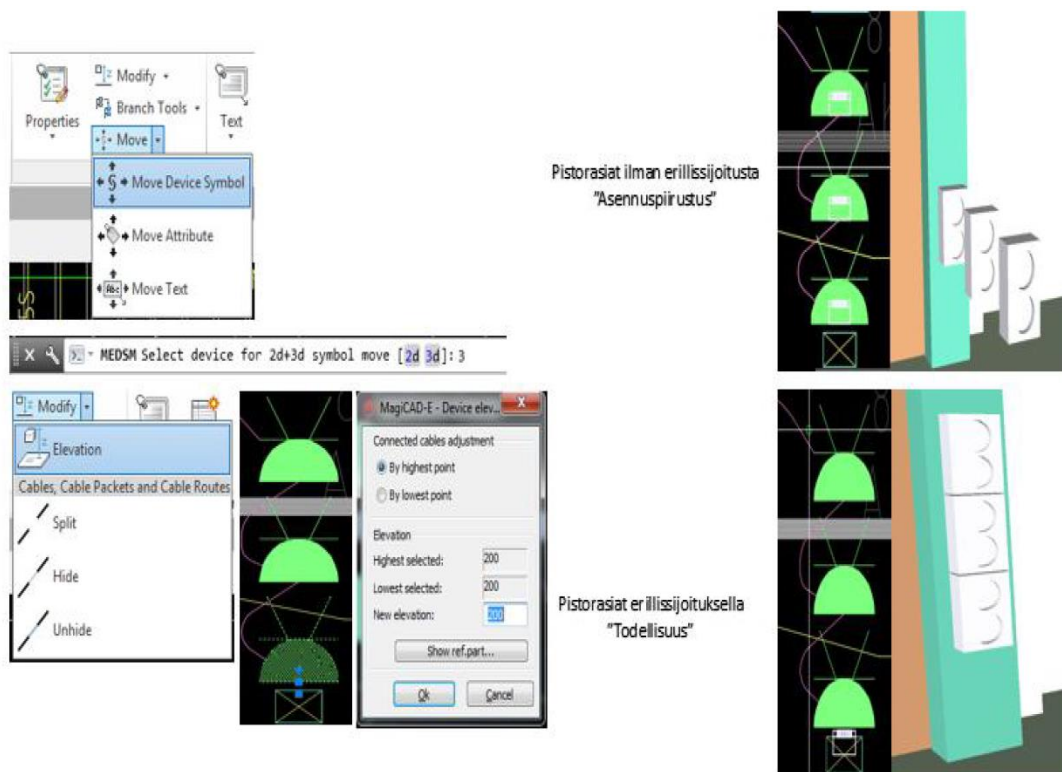 Properties
Modify
Branch Tools
Move
Text
Move Device Symbol
Move Attribute
Abc
Move Text
MEDSM Select device for 2d+3d symbol move [2d 3d]: 3
Modify
Elevation
Cables, Cable Packets and Cable Routes
Split
Hide
Unhide
MagiCAD-E - Device elev...
Connected cables adjustment
By highest point
By lowest point
Elevation
Highest selected: 200
Lowest selected: 200
New elevation: 200
Show ref.part...
Ok Cancel
Pistorasiat ilman erillissijoitusta
"Asennuspiirustus"
Pistorasiat erillissijoituksella
"Todellisuus"